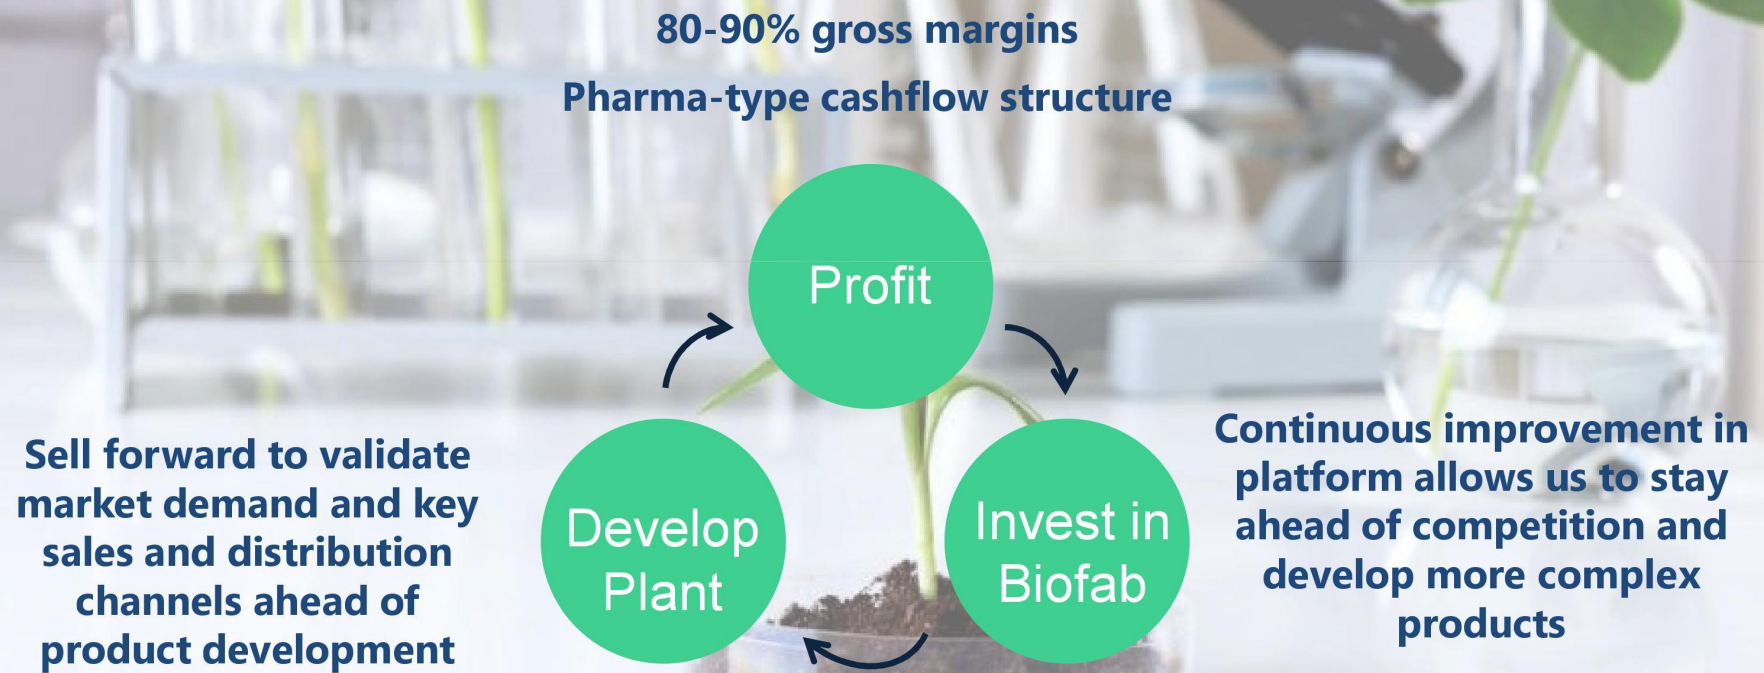 80-90% gross margins
Pharma-type cashflow structure
Profit
Sell forward to validate
market demand and key
sales and distribution
channels ahead of
product development
Develop
Plant
Invest in
Biofab
Continuous improvement in
platform allows us to stay
ahead of competition and
develop more complex
products